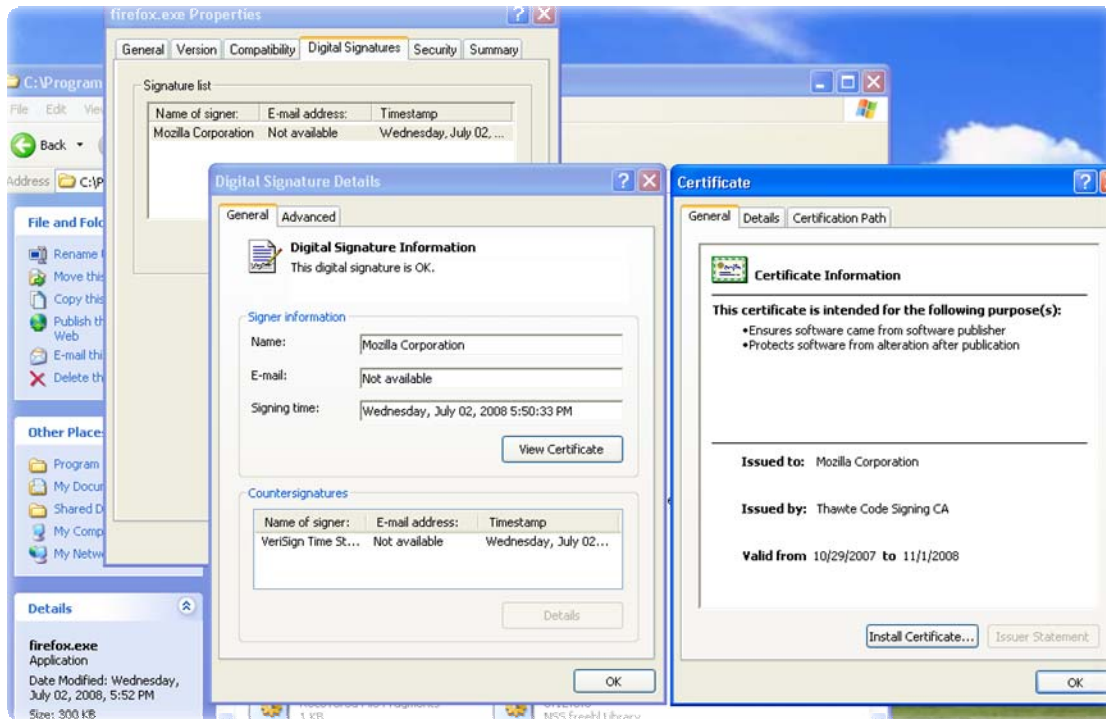 firefox.exe Properties
General Version Compatibility Digital Signatures Security Summary
Signature list
Name of signer: E-mail address: Timestamp
Mozilla Corporation Not available Wednesday, July 02, ...
C:\Program
File Edit
Back
Address C:\P
File and Fold
Rename
Move this
Copy this
Publish th
Web
E-mail thi
Delete th
Other Place
Program
My Docu
Shared D
My Comp
My Netw
Details
firefox.exe
Application
Date Modified: Wednesday,
July 02, 2008, 5:52 PM
Size: 300 KB
Digital Signature Details
General Advanced
Digital Signature Information
This digital signature is OK.
Signer information
Name: Mozilla Corporation
E-mail: Not available
Signing time: Wednesday, July 02, 2008 5:50:33 PM
View Certificate
Countersignatures
Name of signer: E-mail address: Timestamp
VeriSign Time St... Not available Wednesday, July 02...
Details
OK
Certificate
General Details Certification Path
Certificate Information
This certificate is intended for the following purpose(s):
•Ensures software came from software publisher
•Protects software from alteration after publication
Issued to: Mozilla Corporation
Issued by: Thawte Code Signing CA
Valid from 10/29/2007 to 11/1/2008
Install Certificate... Issuer Statement
OK
1 KB
NSS freebl Library